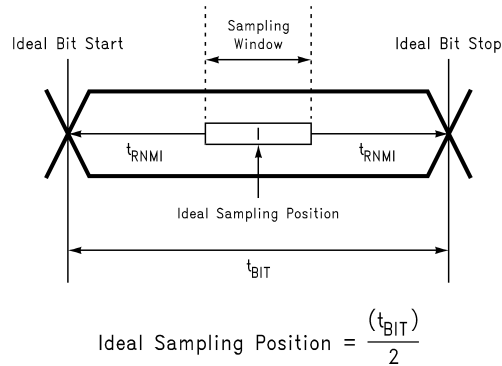 Sampling
Window
Ideal Bit Start
Ideal Bit Stop
tRNMI
tRNMI
Ideal Sampling Position
tBIT
Ideal Sampling Position = (tBIT)
2